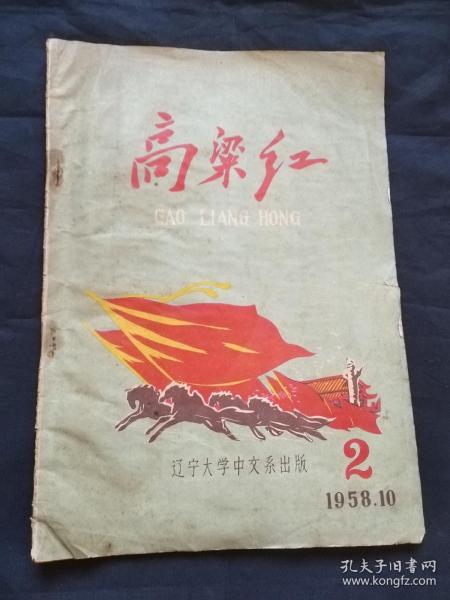 高粱红
GAO LIANG HONG
辽宁大学中文系出版
2
1958.10
孔夫子旧书网
www.kongfz.com